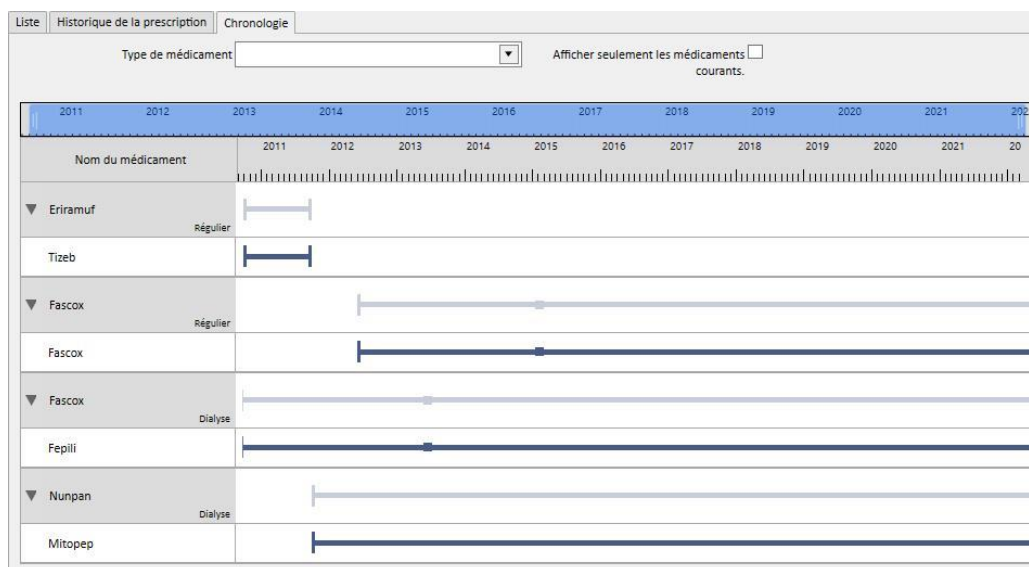 Liste Historique de la prescription Chronologie
Type de médicament Afficher seulement les médicaments
courants.
2011 2012 2013 2014 2015 2016 2017 2018 2019 2020 2021 202
Nom du médicament 2011 2012 2013 2014 2015 2016 2017 2018 2019 2020 2021 20
Eriramuf
Régulier
Tizeb
Fascox
Régulier
Fascox
Fascox
Dialyse
Fepili
Nunpan
Dialyse
Mitopep